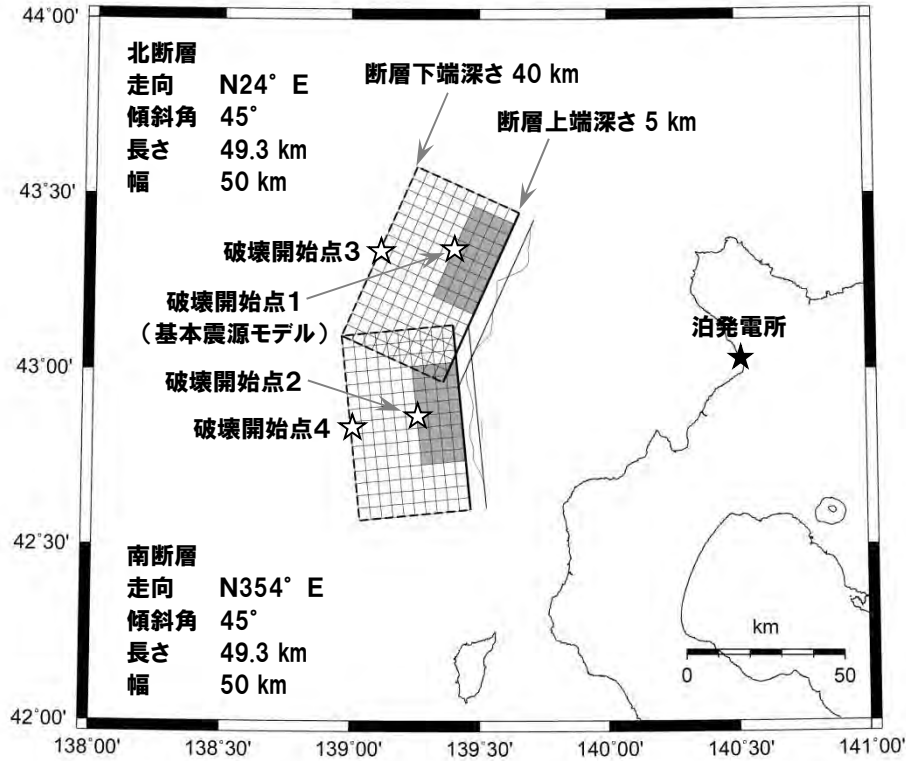 44°00'
北断層
走向 N24° E
傾斜角 45°
長さ 49.3 km
幅 50 km
断層下端深さ 40 km
断層上端深さ 5 km
43°30'
破壊開始点3
破壊開始点1
（基本震源モデル）
泊発電所
43°00'
破壊開始点2
破壊開始点4
42°30'
南断層
走向 N354° E
傾斜角 45°
長さ 49.3 km
幅 50 km
km
0 50
42°00'
138°00' 138°30' 139°00' 139°30' 140°00' 140°30' 141°00'